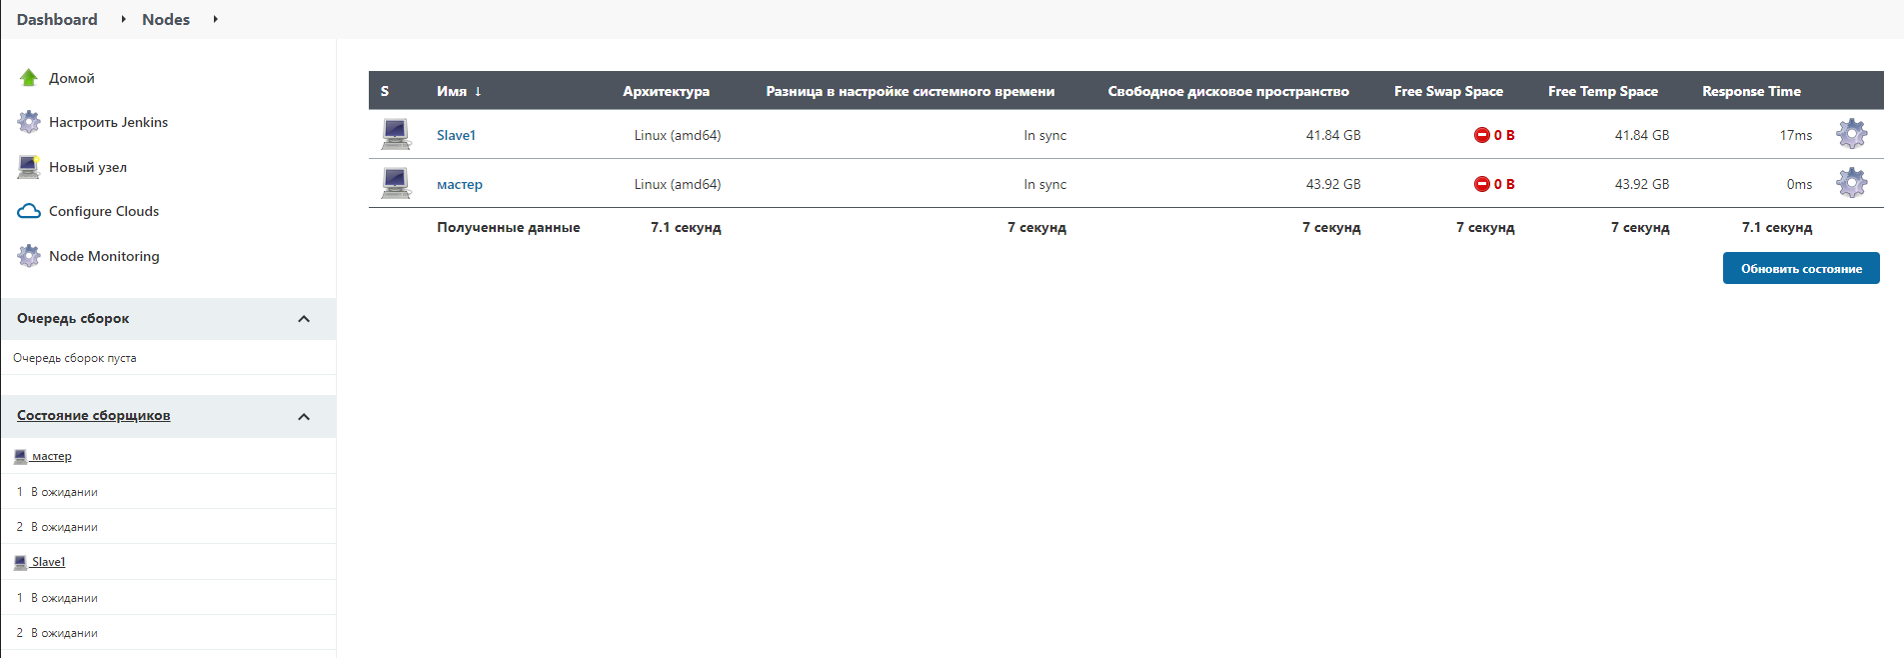 Dashboard Nodes
Домой
Настроить Jenkins
Новый узел
Configure Clouds
Node Monitoring
Очередь сборок
Очередь сборок пуста
Состояние сборщиков
мастер
1 В ожидании
2 В ожидании
Slave1
1 В ожидании
2 В ожидании
S Имя ↓ Архитектура Разница в настройке системного времени Свободное дисковое пространство Free Swap Space Free Temp Space Response Time
Slave1 Linux (amd64) In sync 41.84 GB 0 B 41.84 GB 17ms
мастер Linux (amd64) In sync 43.92 GB 0 B 43.92 GB 0ms
Полученные данные 7.1 секунд 7 секунд 7 секунд 7 секунд 7 секунд 7.1 секунд
Обновить состояние